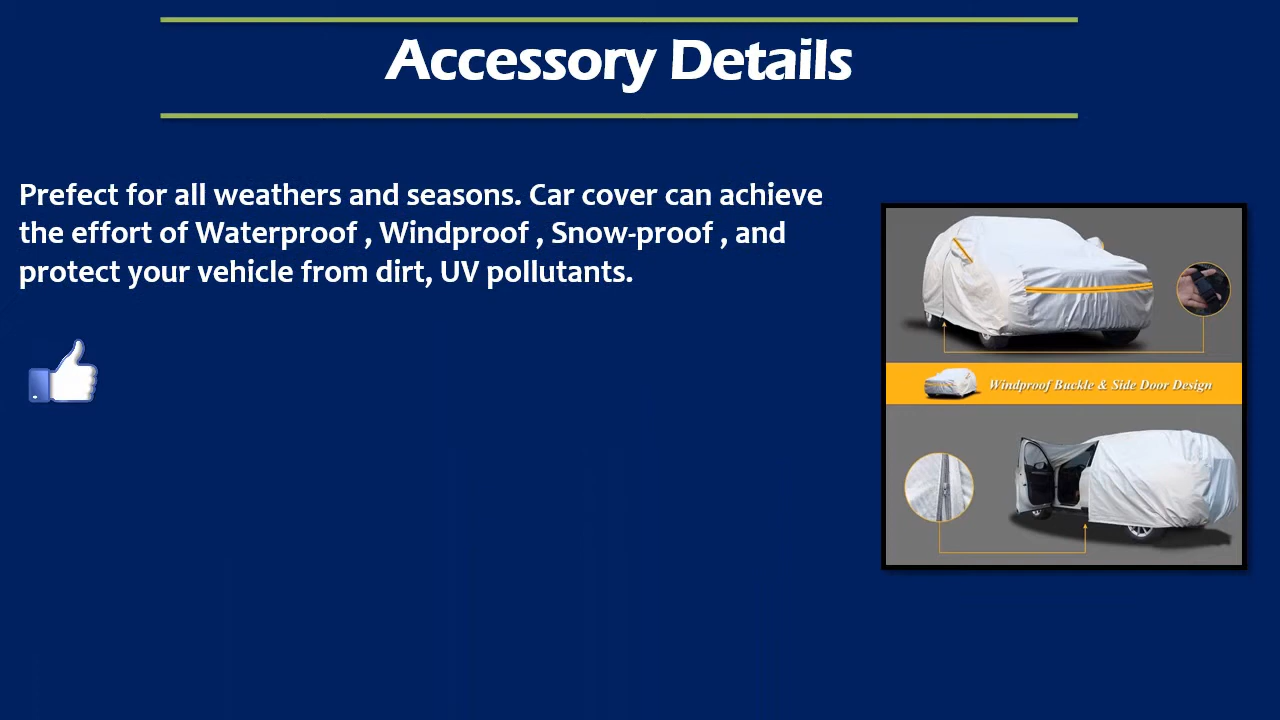 Accessory Details
Prefect for all weathers and seasons. Car cover can achieve
the effort of Waterproof , Windproof , Snow-proof , and
protect your vehicle from dirt, UV pollutants.
Windproof Buckle & Side Door Design